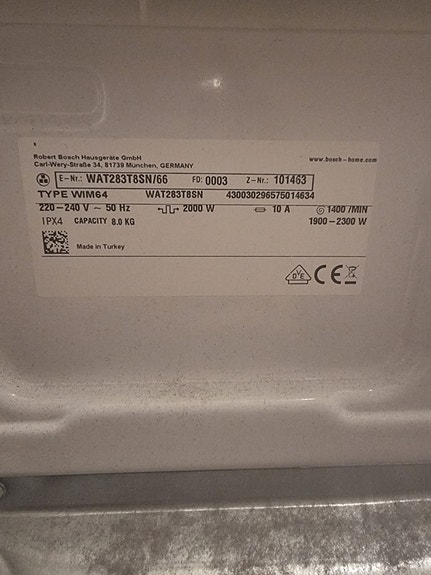 Robert Bosch Hausgeräte GmbH
Carl-Wery-Straße 34, 81739 München, GERMANY
www.bosch-home.com
E-Nr.: WAT283T8SN/66 FD: 0003 Z-Nr.: 101463
TYPE WIM64 WAT283T8SN 430030296575014634
220-240 V ~ 50 Hz 2000 W 10 A 1400 /MIN
IPX4 CAPACITY 8.0 KG 1900-2300 W
Made in Turkey
VDE CE